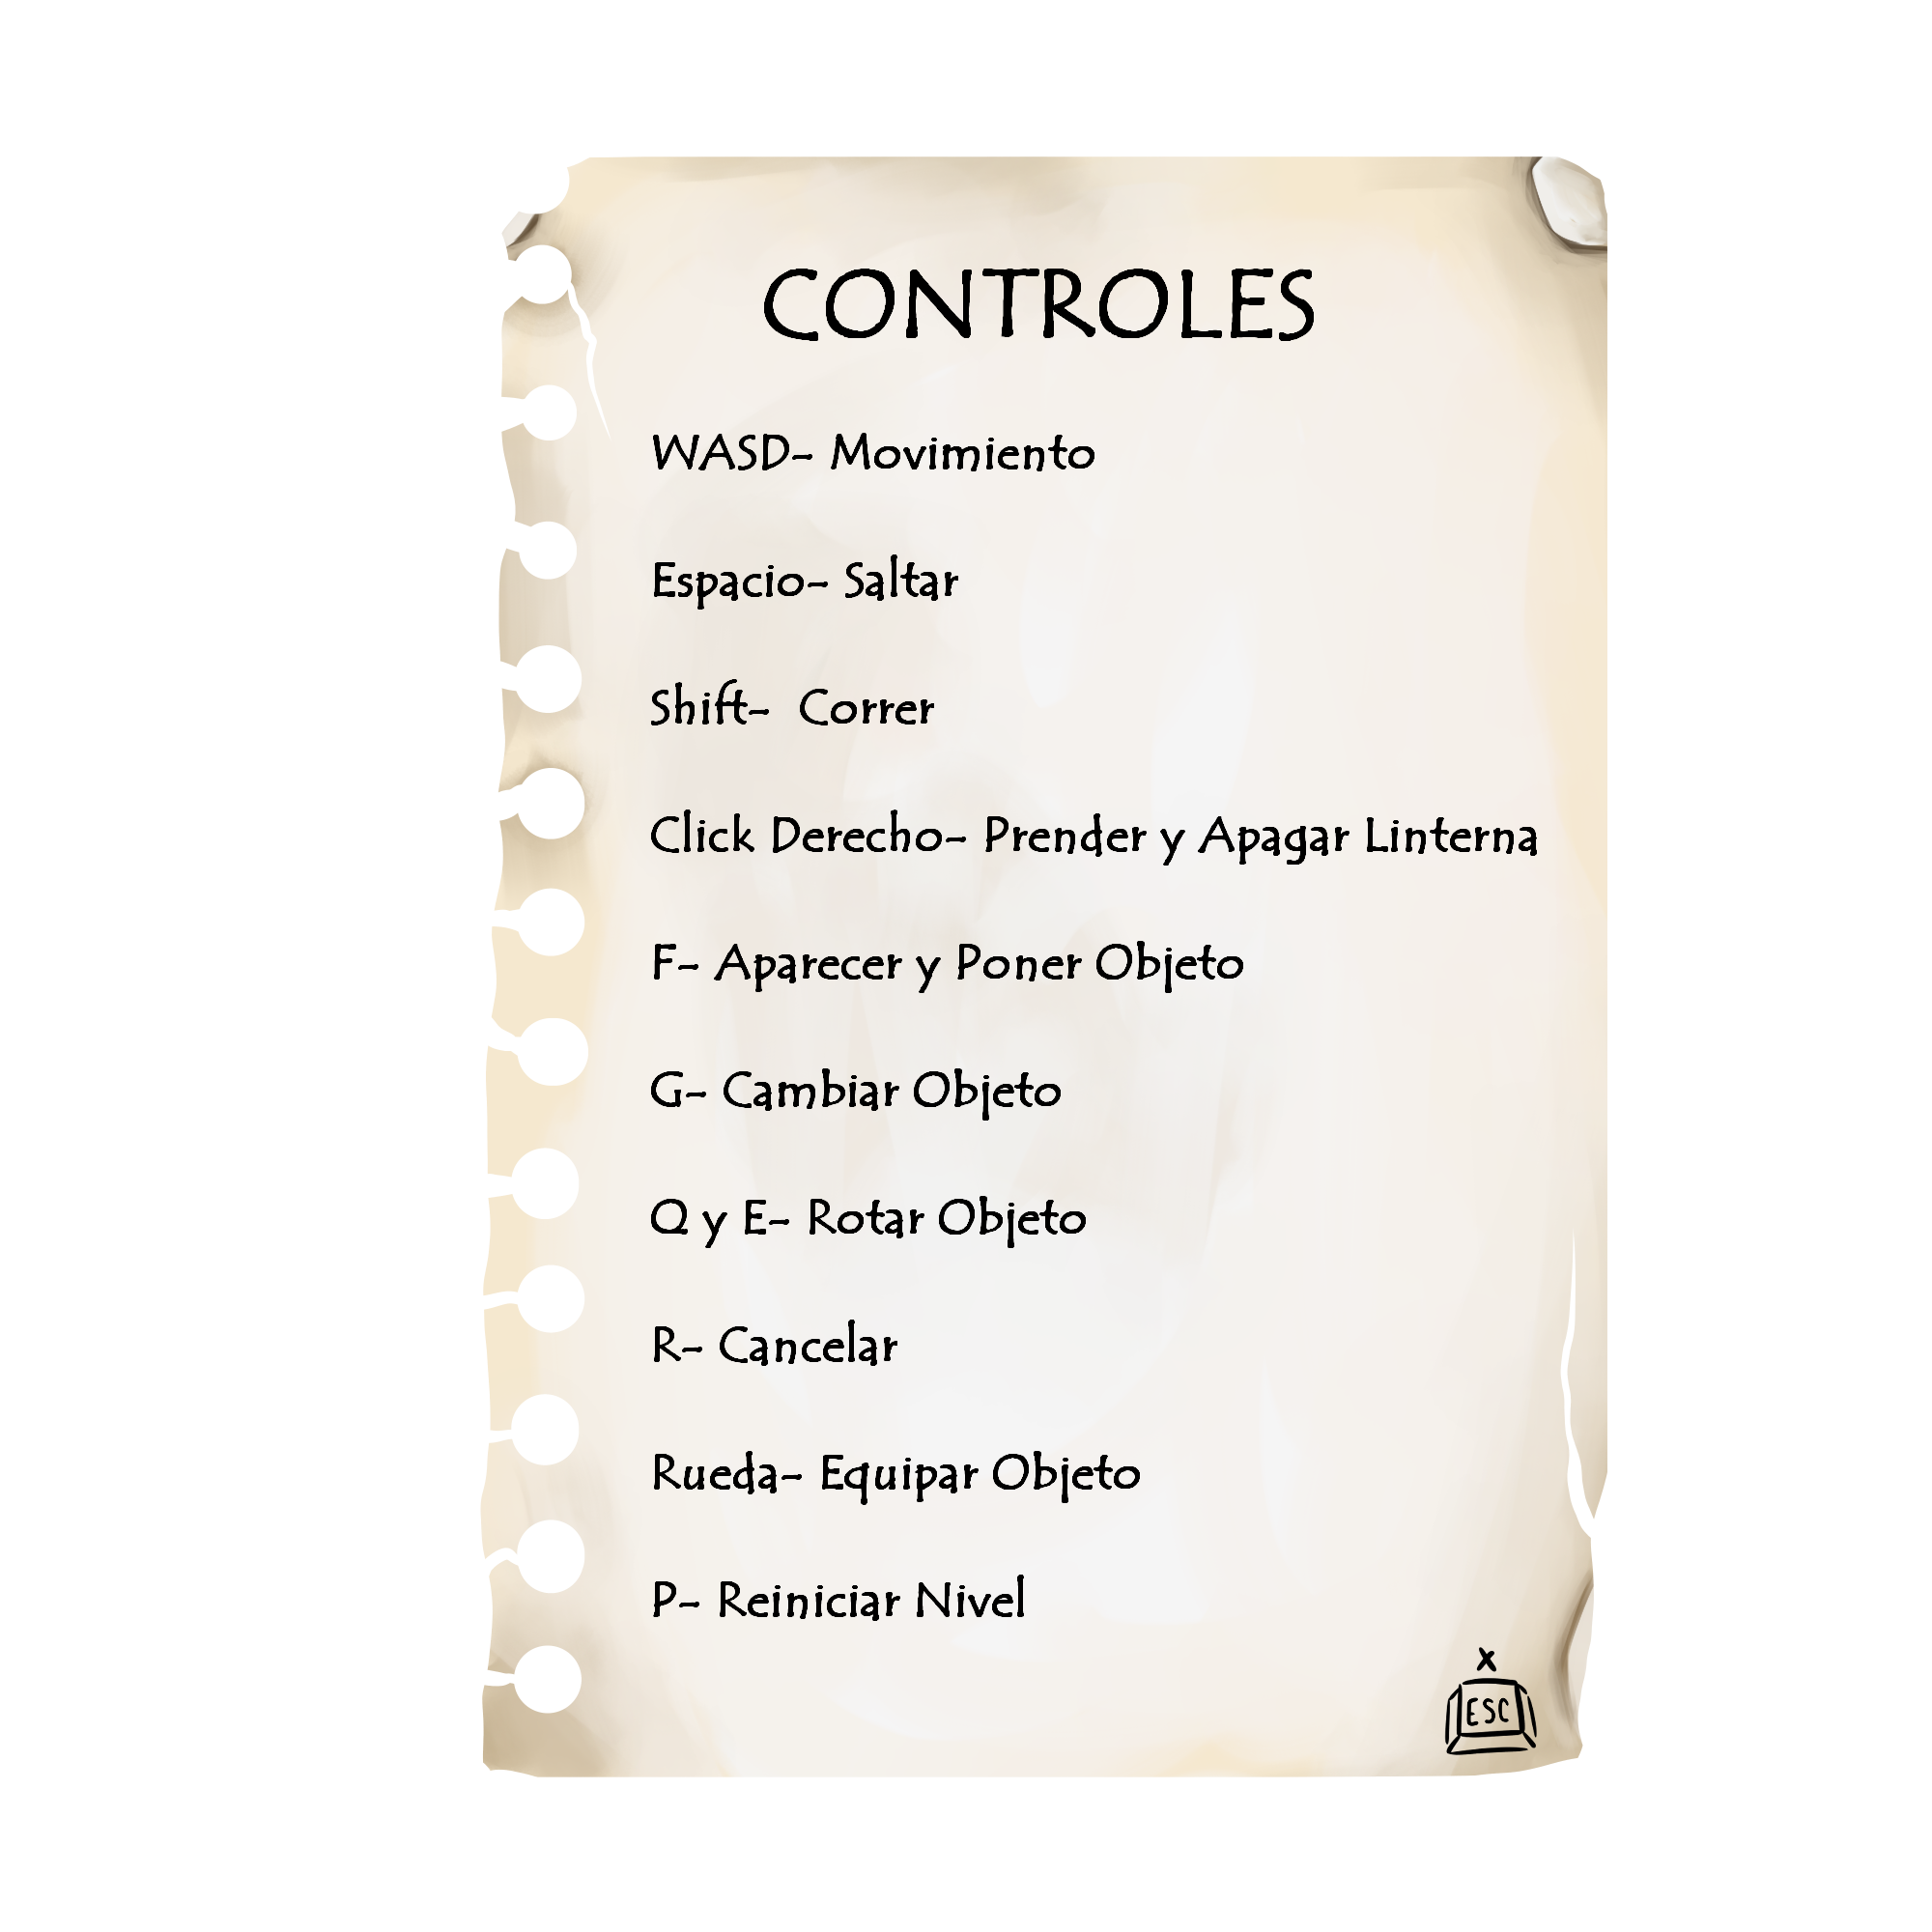 CONTROLES
WASD- Movimiento
Espacio- Saltar
Shift- Correr
Click Derecho- Prender y Apagar Linterna
F- Aparecer y Poner Objeto
G- Cambiar Objeto
Q y E- Rotar Objeto
R- Cancelar
Rueda- Equipar Objeto
P- Reiniciar Nivel
x
ESC